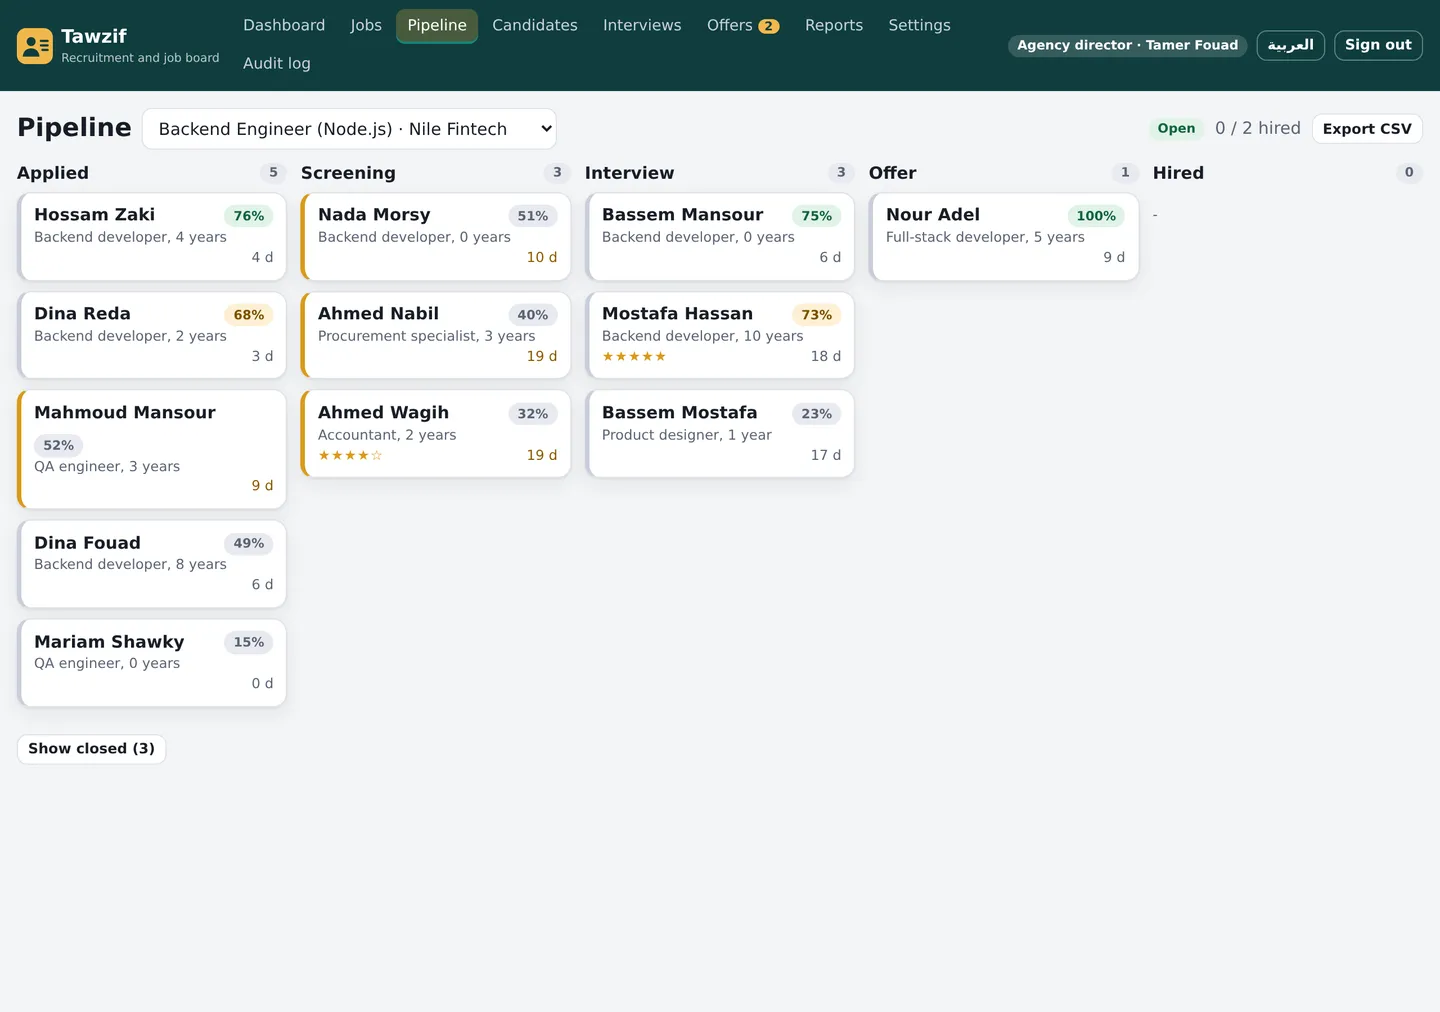 Tawzif
Recruitment and job board
Dashboard
Jobs
Pipeline
Candidates
Interviews
Offers 2
Reports
Settings
Audit log
Agency director · Tamer Fouad
العربية
Sign out
Pipeline
Backend Engineer (Node.js) · Nile Fintech
Open
0 / 2 hired
Export CSV
Applied 5
Hossam Zaki 76%
Backend developer, 4 years
4 d
Dina Reda 68%
Backend developer, 2 years
3 d
Mahmoud Mansour
52%
QA engineer, 3 years
9 d
Dina Fouad 49%
Backend developer, 8 years
6 d
Mariam Shawky 15%
QA engineer, 0 years
0 d
Screening 3
Nada Morsy 51%
Backend developer, 0 years
10 d
Ahmed Nabil 40%
Procurement specialist, 3 years
19 d
Ahmed Wagih 32%
Accountant, 2 years
★★★★☆ 19 d
Interview 3
Bassem Mansour 75%
Backend developer, 0 years
6 d
Mostafa Hassan 73%
Backend developer, 10 years
★★★★★ 18 d
Bassem Mostafa 23%
Product designer, 1 year
17 d
Offer 1
Nour Adel 100%
Full-stack developer, 5 years
9 d
Hired 0
-
Show closed (3)